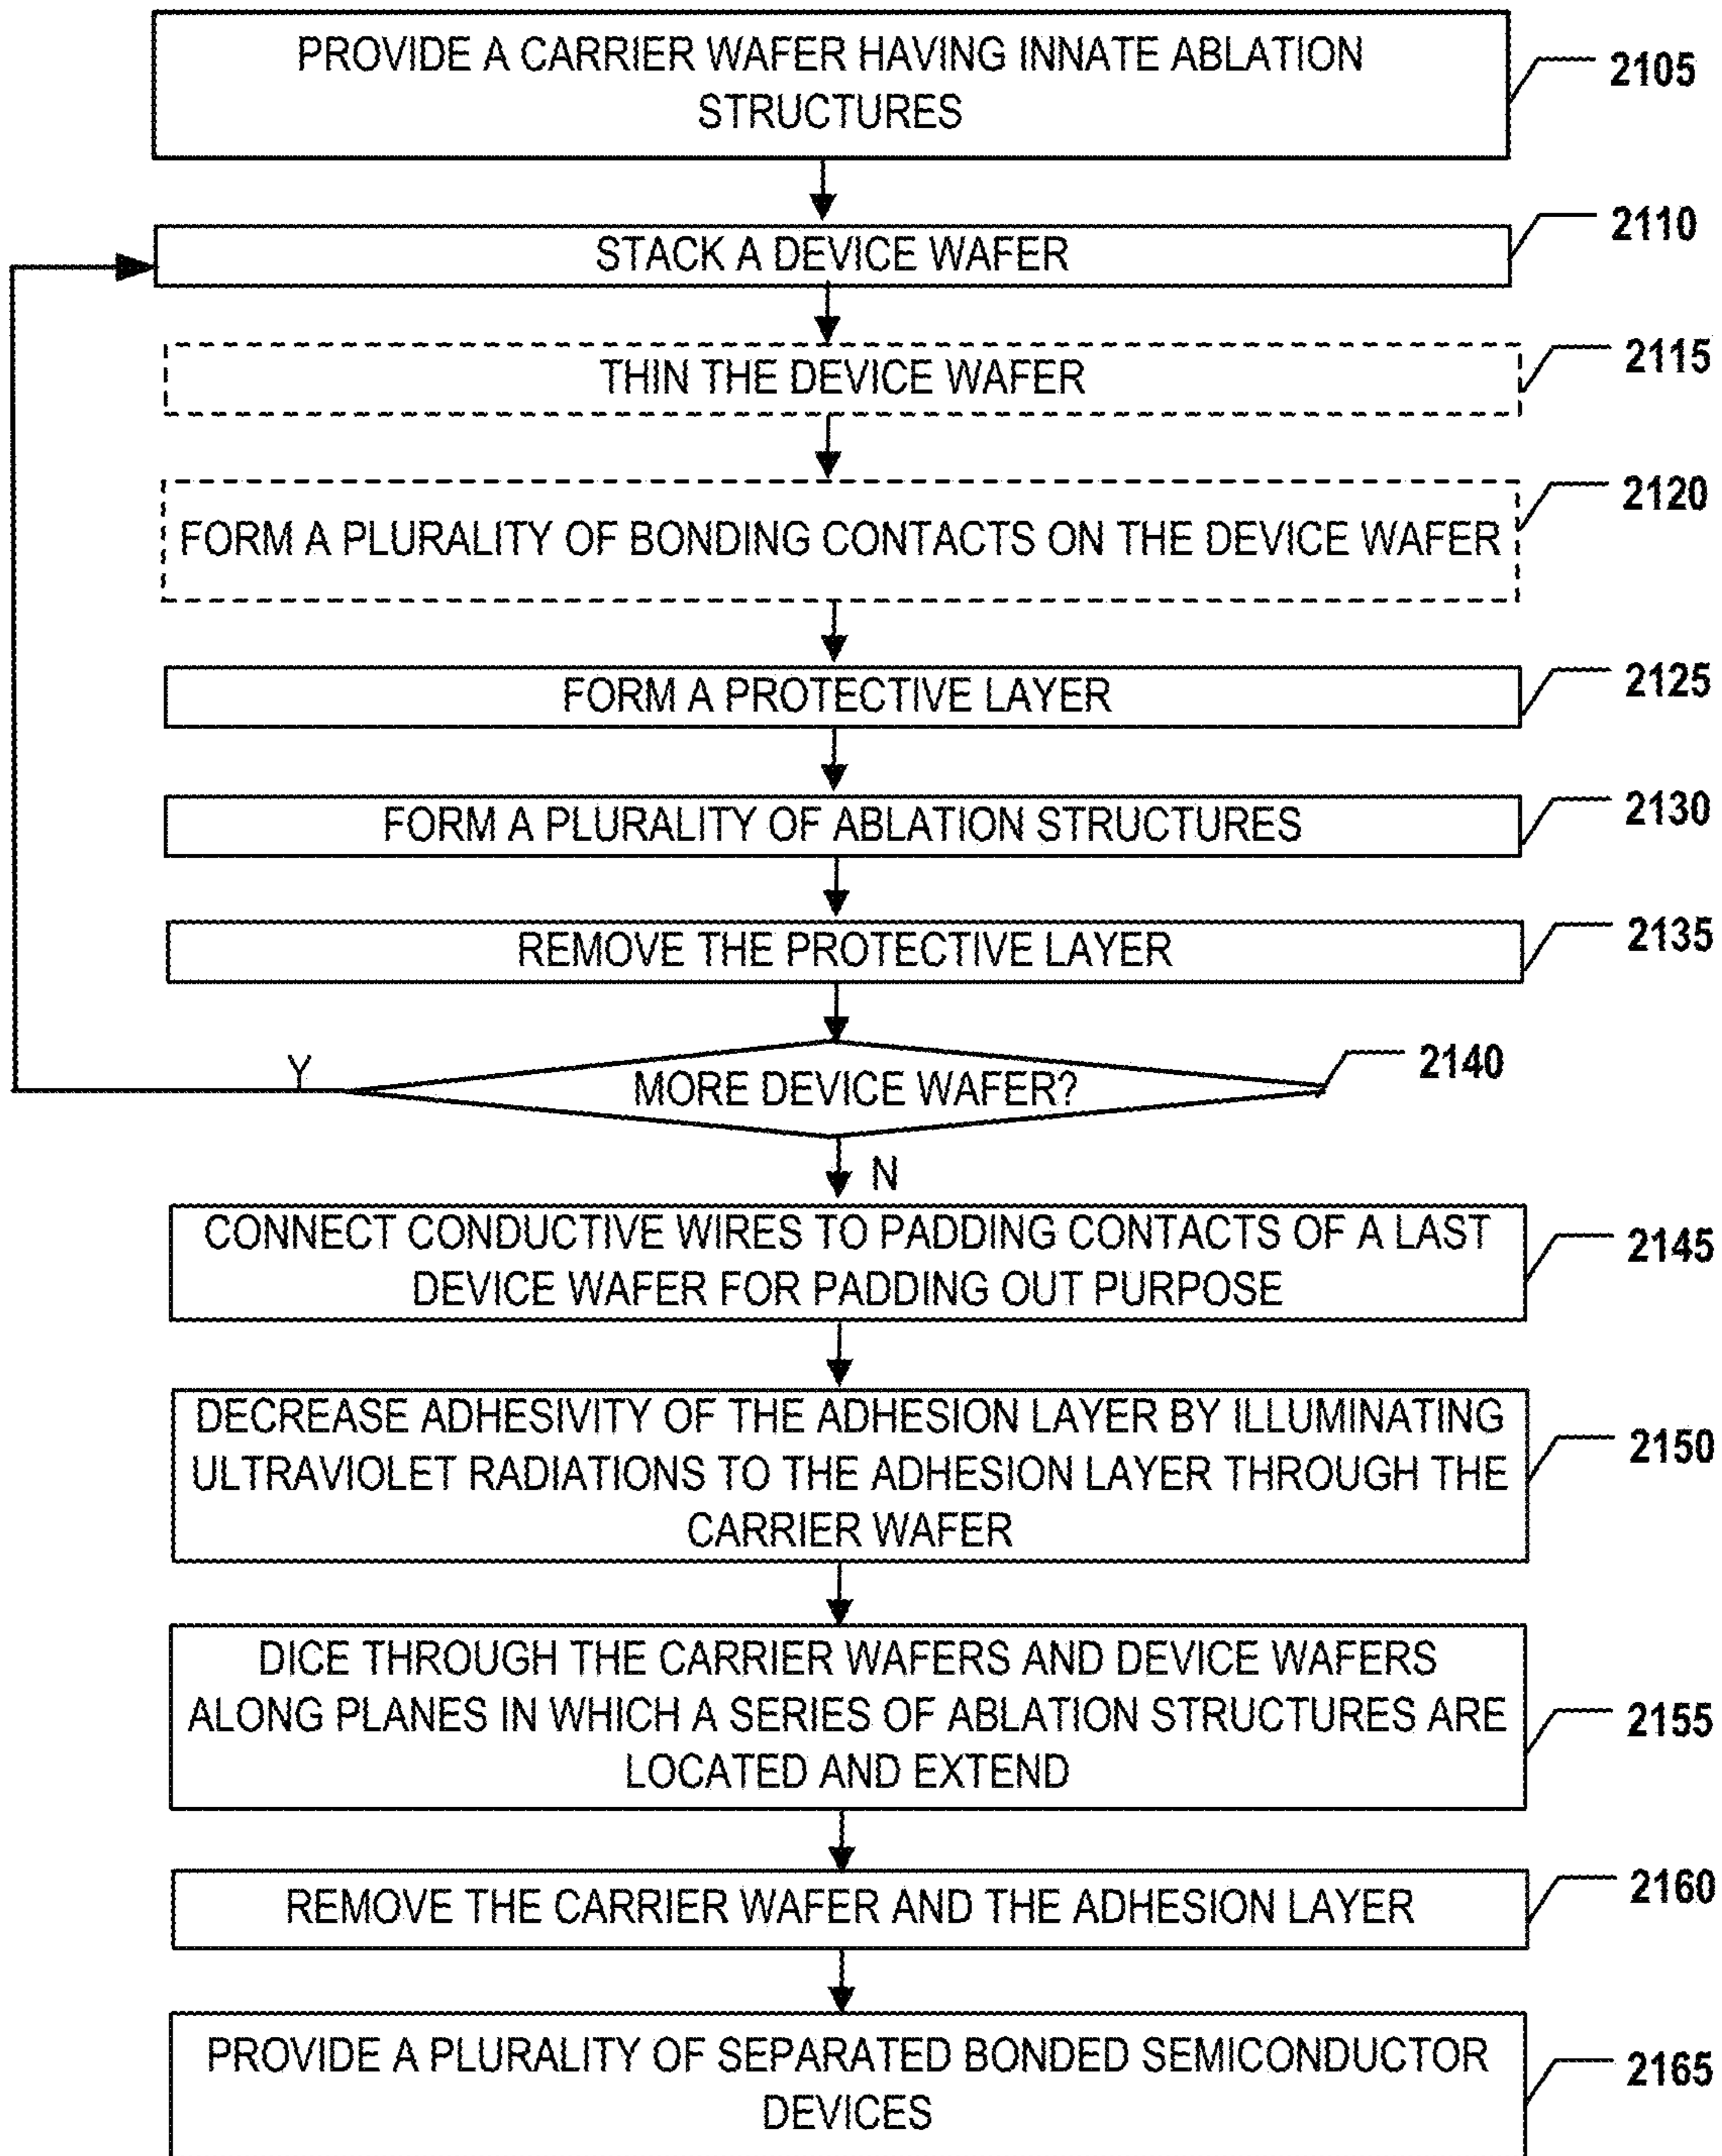 PROVIDE A CARRIER WAFER HAVING INNATE ABLATION
STRUCTURES
2105
STACK A DEVICE WAFER
2110
THIN THE DEVICE WAFER
2115
FORM A PLURALITY OF BONDING CONTACTS ON THE DEVICE WAFER
2120
FORM A PROTECTIVE LAYER
2125
FORM A PLURALITY OF ABLATION STRUCTURES
2130
REMOVE THE PROTECTIVE LAYER
2135
Y
MORE DEVICE WAFER?
2140
N
CONNECT CONDUCTIVE WIRES TO PADDING CONTACTS OF A LAST
DEVICE WAFER FOR PADDING OUT PURPOSE
2145
DECREASE ADHESIVITY OF THE ADHESION LAYER BY ILLUMINATING
ULTRAVIOLET RADIATIONS TO THE ADHESION LAYER THROUGH THE
CARRIER WAFER
2150
DICE THROUGH THE CARRIER WAFERS AND DEVICE WAFERS
ALONG PLANES IN WHICH A SERIES OF ABLATION STRUCTURES ARE
LOCATED AND EXTEND
2155
REMOVE THE CARRIER WAFER AND THE ADHESION LAYER
2160
PROVIDE A PLURALITY OF SEPARATED BONDED SEMICONDUCTOR
DEVICES
2165